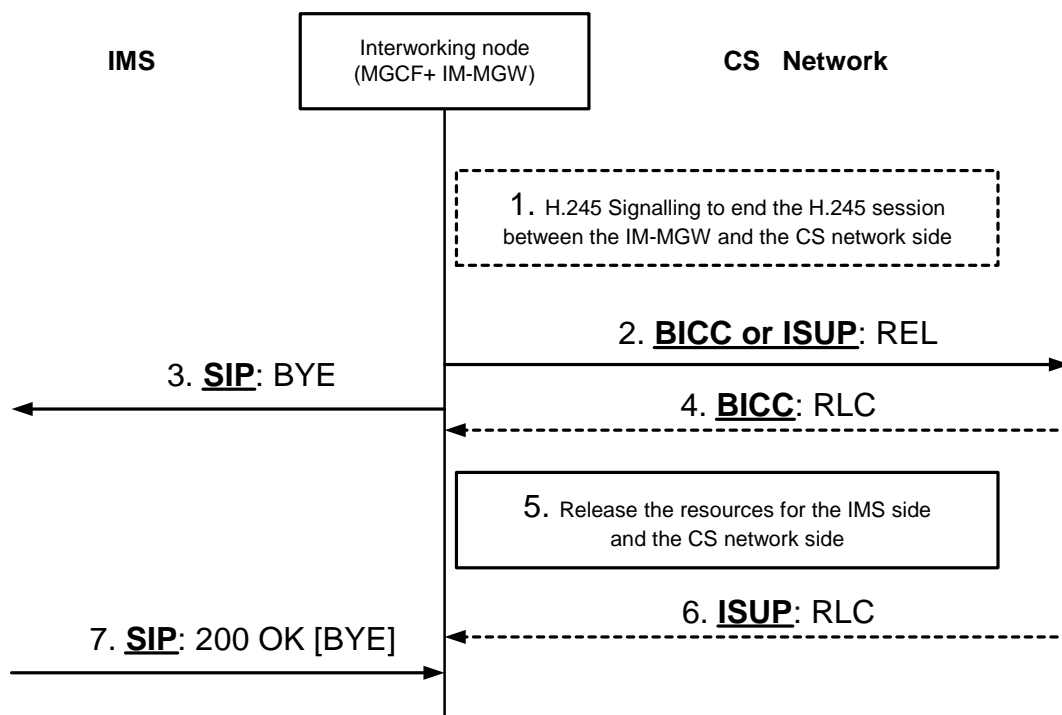 IMS
Interworking node
(MGCF+ IM-MGW)
CS Network
1. H.245 Signalling to end the H.245 session
between the IM-MGW and the CS network side
2. BICC or ISUP: REL
3. SIP: BYE
4. BICC: RLC
5. Release the resources for the IMS side
and the CS network side
6. ISUP: RLC
7. SIP: 200 OK [BYE]